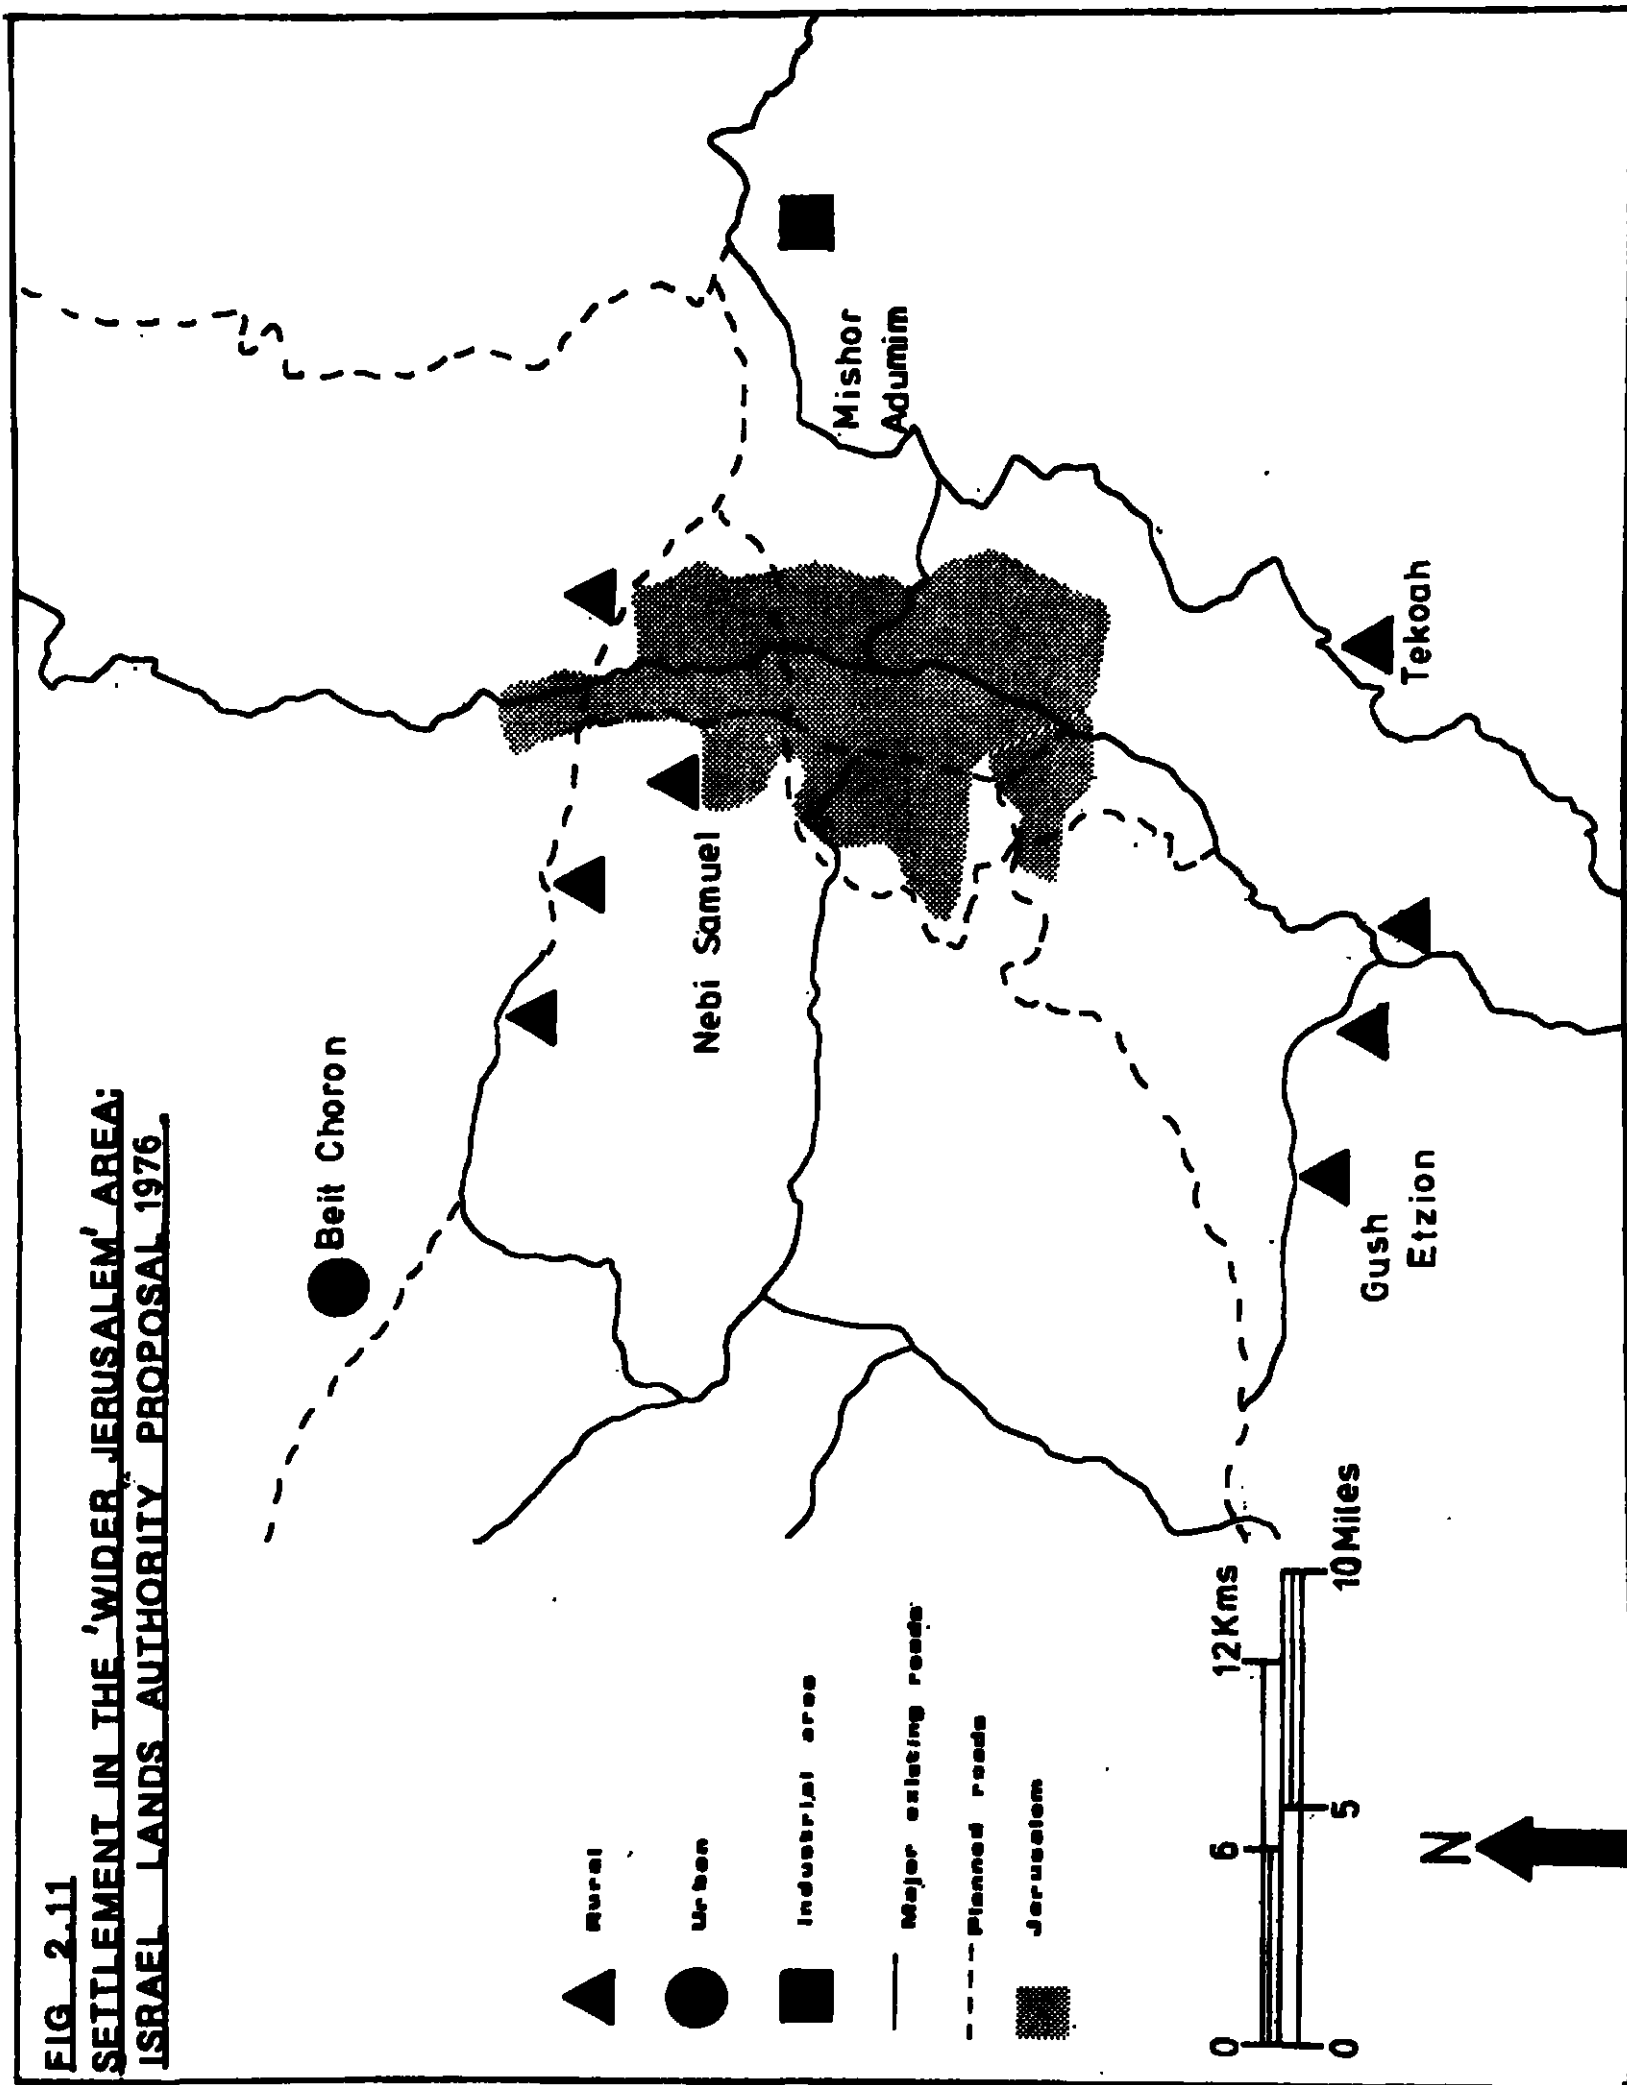 FIG 2.11
SETTLEMENT IN THE 'WIDER JERUSALEM' AREA:
ISRAEL LANDS AUTHORITY PROPOSAL 1976
Beit Choron
Nebi Samuel
Mishor
Adumim
Gush
Etzion
Tekoah
Rural
Urban
Industrial area
Major existing roads
Planned roads
Jerusalem
0 6 12Kms
0 5 10Miles
N